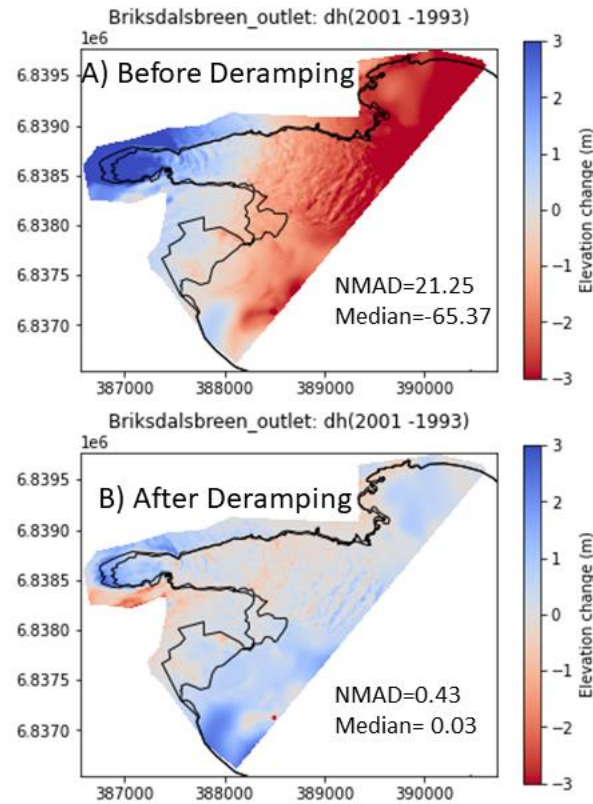 Briksdalsbreen_outlet: dh(2001 -1993)
1e6
A) Before Deramping
6.8395
6.8390
6.8385
6.8380
6.8375
6.8370
NMAD=21.25
Median=-65.37
387000 388000 389000 390000
3
2
1
0
−1
−2
−3
Elevation change (m)
Briksdalsbreen_outlet: dh(2001 -1993)
1e6
B) After Deramping
6.8395
6.8390
6.8385
6.8380
6.8375
6.8370
NMAD=0.43
Median= 0.03
387000 388000 389000 390000
3
2
1
0
−1
−2
−3
Elevation change (m)